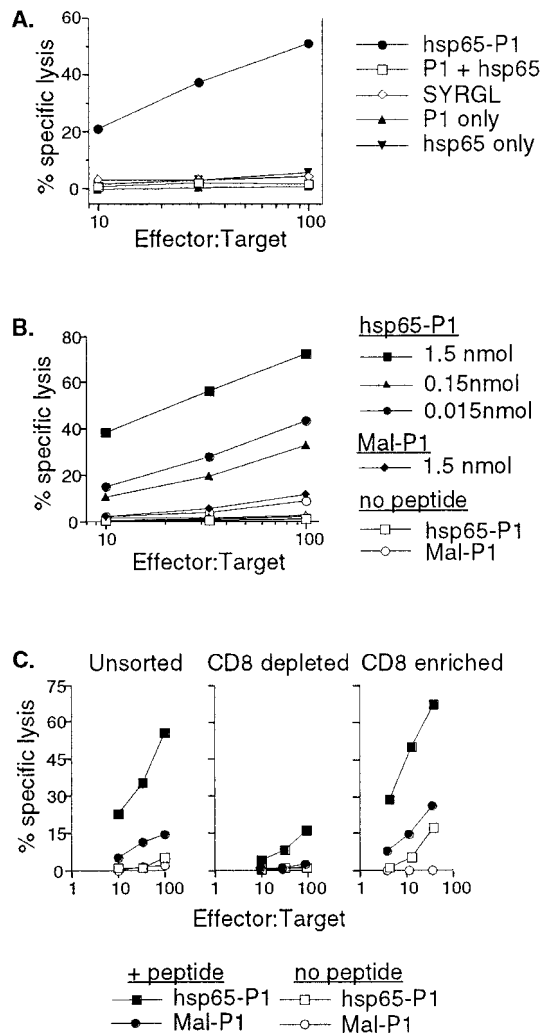 A.
% specific lysis
60
40
20
0
10
100
Effector:Target
hsp65-P1
P1 + hsp65
SYRGL
P1 only
hsp65 only
B.
% specific lysis
80
60
40
20
0
10
100
Effector:Target
hsp65-P1
1.5 nmol
0.15nmol
0.015nmol
Mal-P1
1.5 nmol
no peptide
hsp65-P1
Mal-P1
C.
Unsorted
CD8 depleted
CD8 enriched
% specific lysis
75
60
45
30
15
0
1 10 100
1 10 100
1 10 100
Effector:Target
+ peptide
hsp65-P1
Mal-P1
no peptide
hsp65-P1
Mal-P1